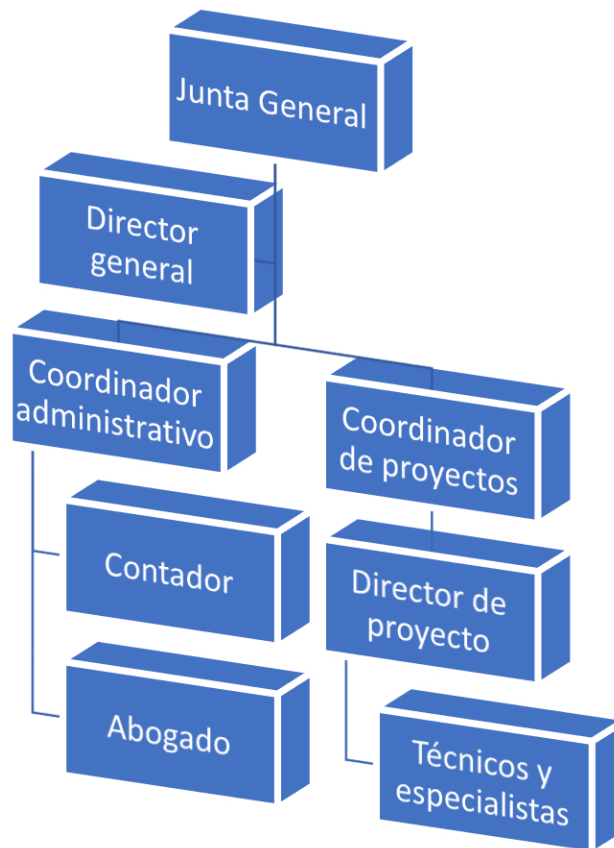 Junta General
Director
general
Coordinador
administrativo
Contador
Abogado
Coordinador
de proyectos
Director de
proyecto
Técnicos y
especialistas